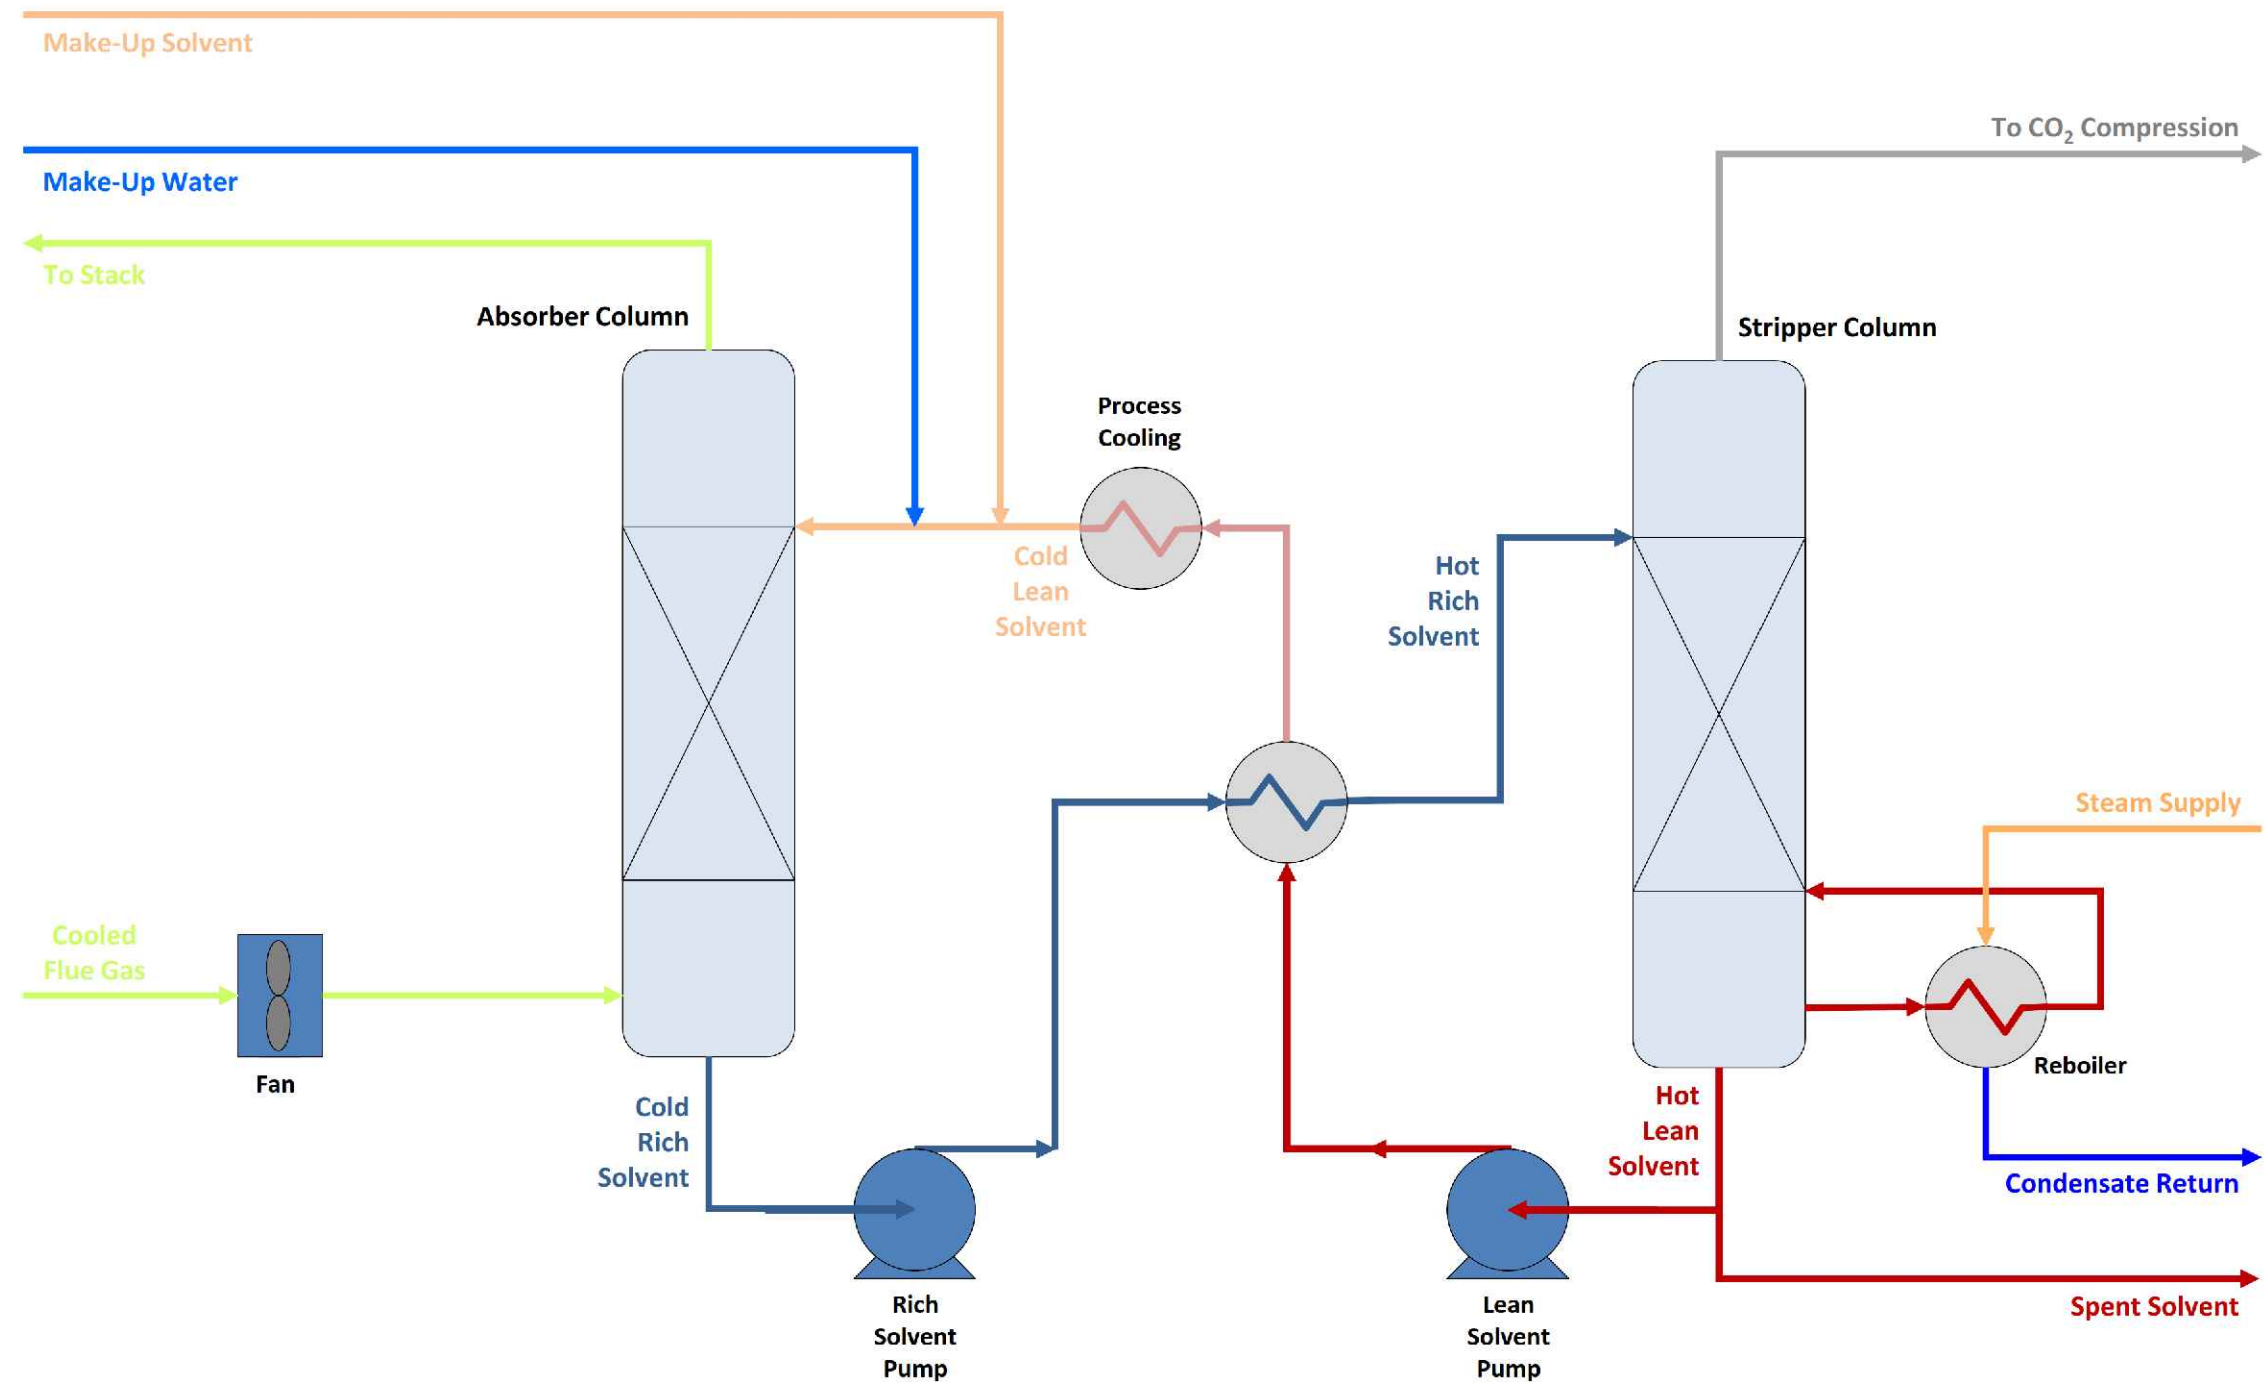 Make-Up Solvent
To CO₂ Compression
Make-Up Water
To Stack
Absorber Column
Stripper Column
Process
Cooling
Cold
Lean
Solvent
Hot
Rich
Solvent
Steam Supply
Cooled
Flue Gas
Fan
Reboiler
Cold
Rich
Solvent
Hot
Lean
Solvent
Condensate Return
Spent Solvent
Rich
Solvent
Pump
Lean
Solvent
Pump